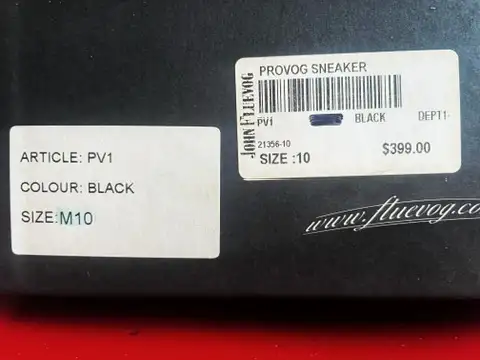 ARTICLE: PV1
COLOUR: BLACK
SIZE:M10
JOHN FLUEVOG
PROVOG SNEAKER
PV1 BLACK DEPT1
21356-10
SIZE :10 $399.00
www.fluevog.co